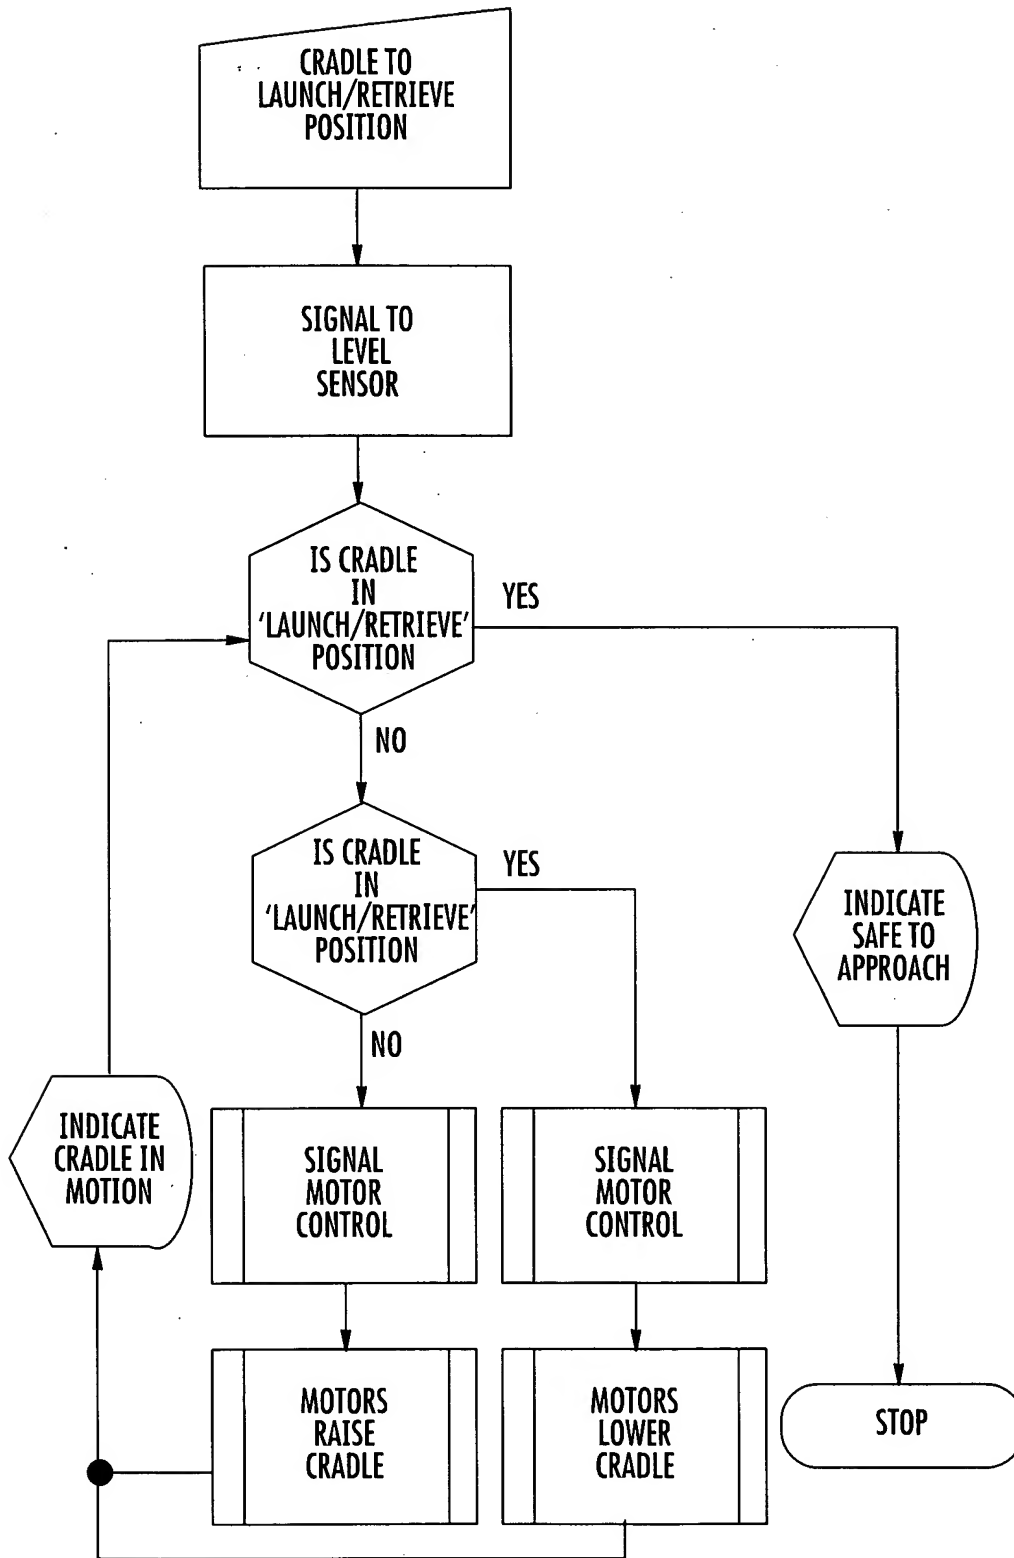 CRADLE TO
LAUNCH/RETRIEVE
POSITION
SIGNAL TO
LEVEL
SENSOR
IS CRADLE
IN
'LAUNCH/RETRIEVE'
POSITION
YES
NO
IS CRADLE
IN
'LAUNCH/RETRIEVE'
POSITION
YES
NO
INDICATE
SAFE TO
APPROACH
INDICATE
CRADLE IN
MOTION
SIGNAL
MOTOR
CONTROL
SIGNAL
MOTOR
CONTROL
MOTORS
RAISE
CRADLE
MOTORS
LOWER
CRADLE
STOP